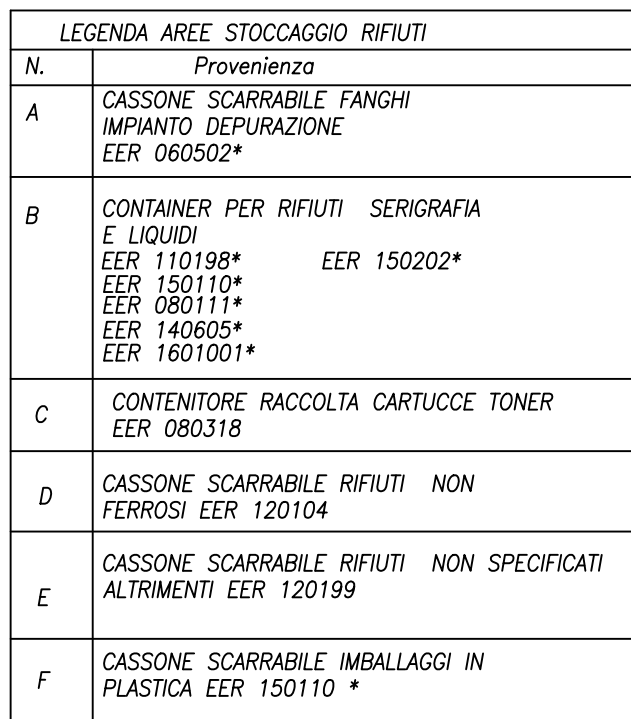 LEGENDA AREE STOCCAGGIO RIFIUTI
N. Provenienza
A CASSONE SCARRABILE FANGHI
IMPIANTO DEPURAZIONE
EER 060502*
B CONTAINER PER RIFIUTI SERIGRAFIA
E LIQUIDI
EER 110198* EER 150202*
EER 150110*
EER 080111*
EER 140605*
EER 1601001*
C CONTENITORE RACCOLTA CARTUCCE TONER
EER 080318
D CASSONE SCARRABILE RIFIUTI NON
FERROSI EER 120104
E CASSONE SCARRABILE RIFIUTI NON SPECIFICATI
ALTRIMENTI EER 120199
F CASSONE SCARRABILE IMBALLAGGI IN
PLASTICA EER 150110 *